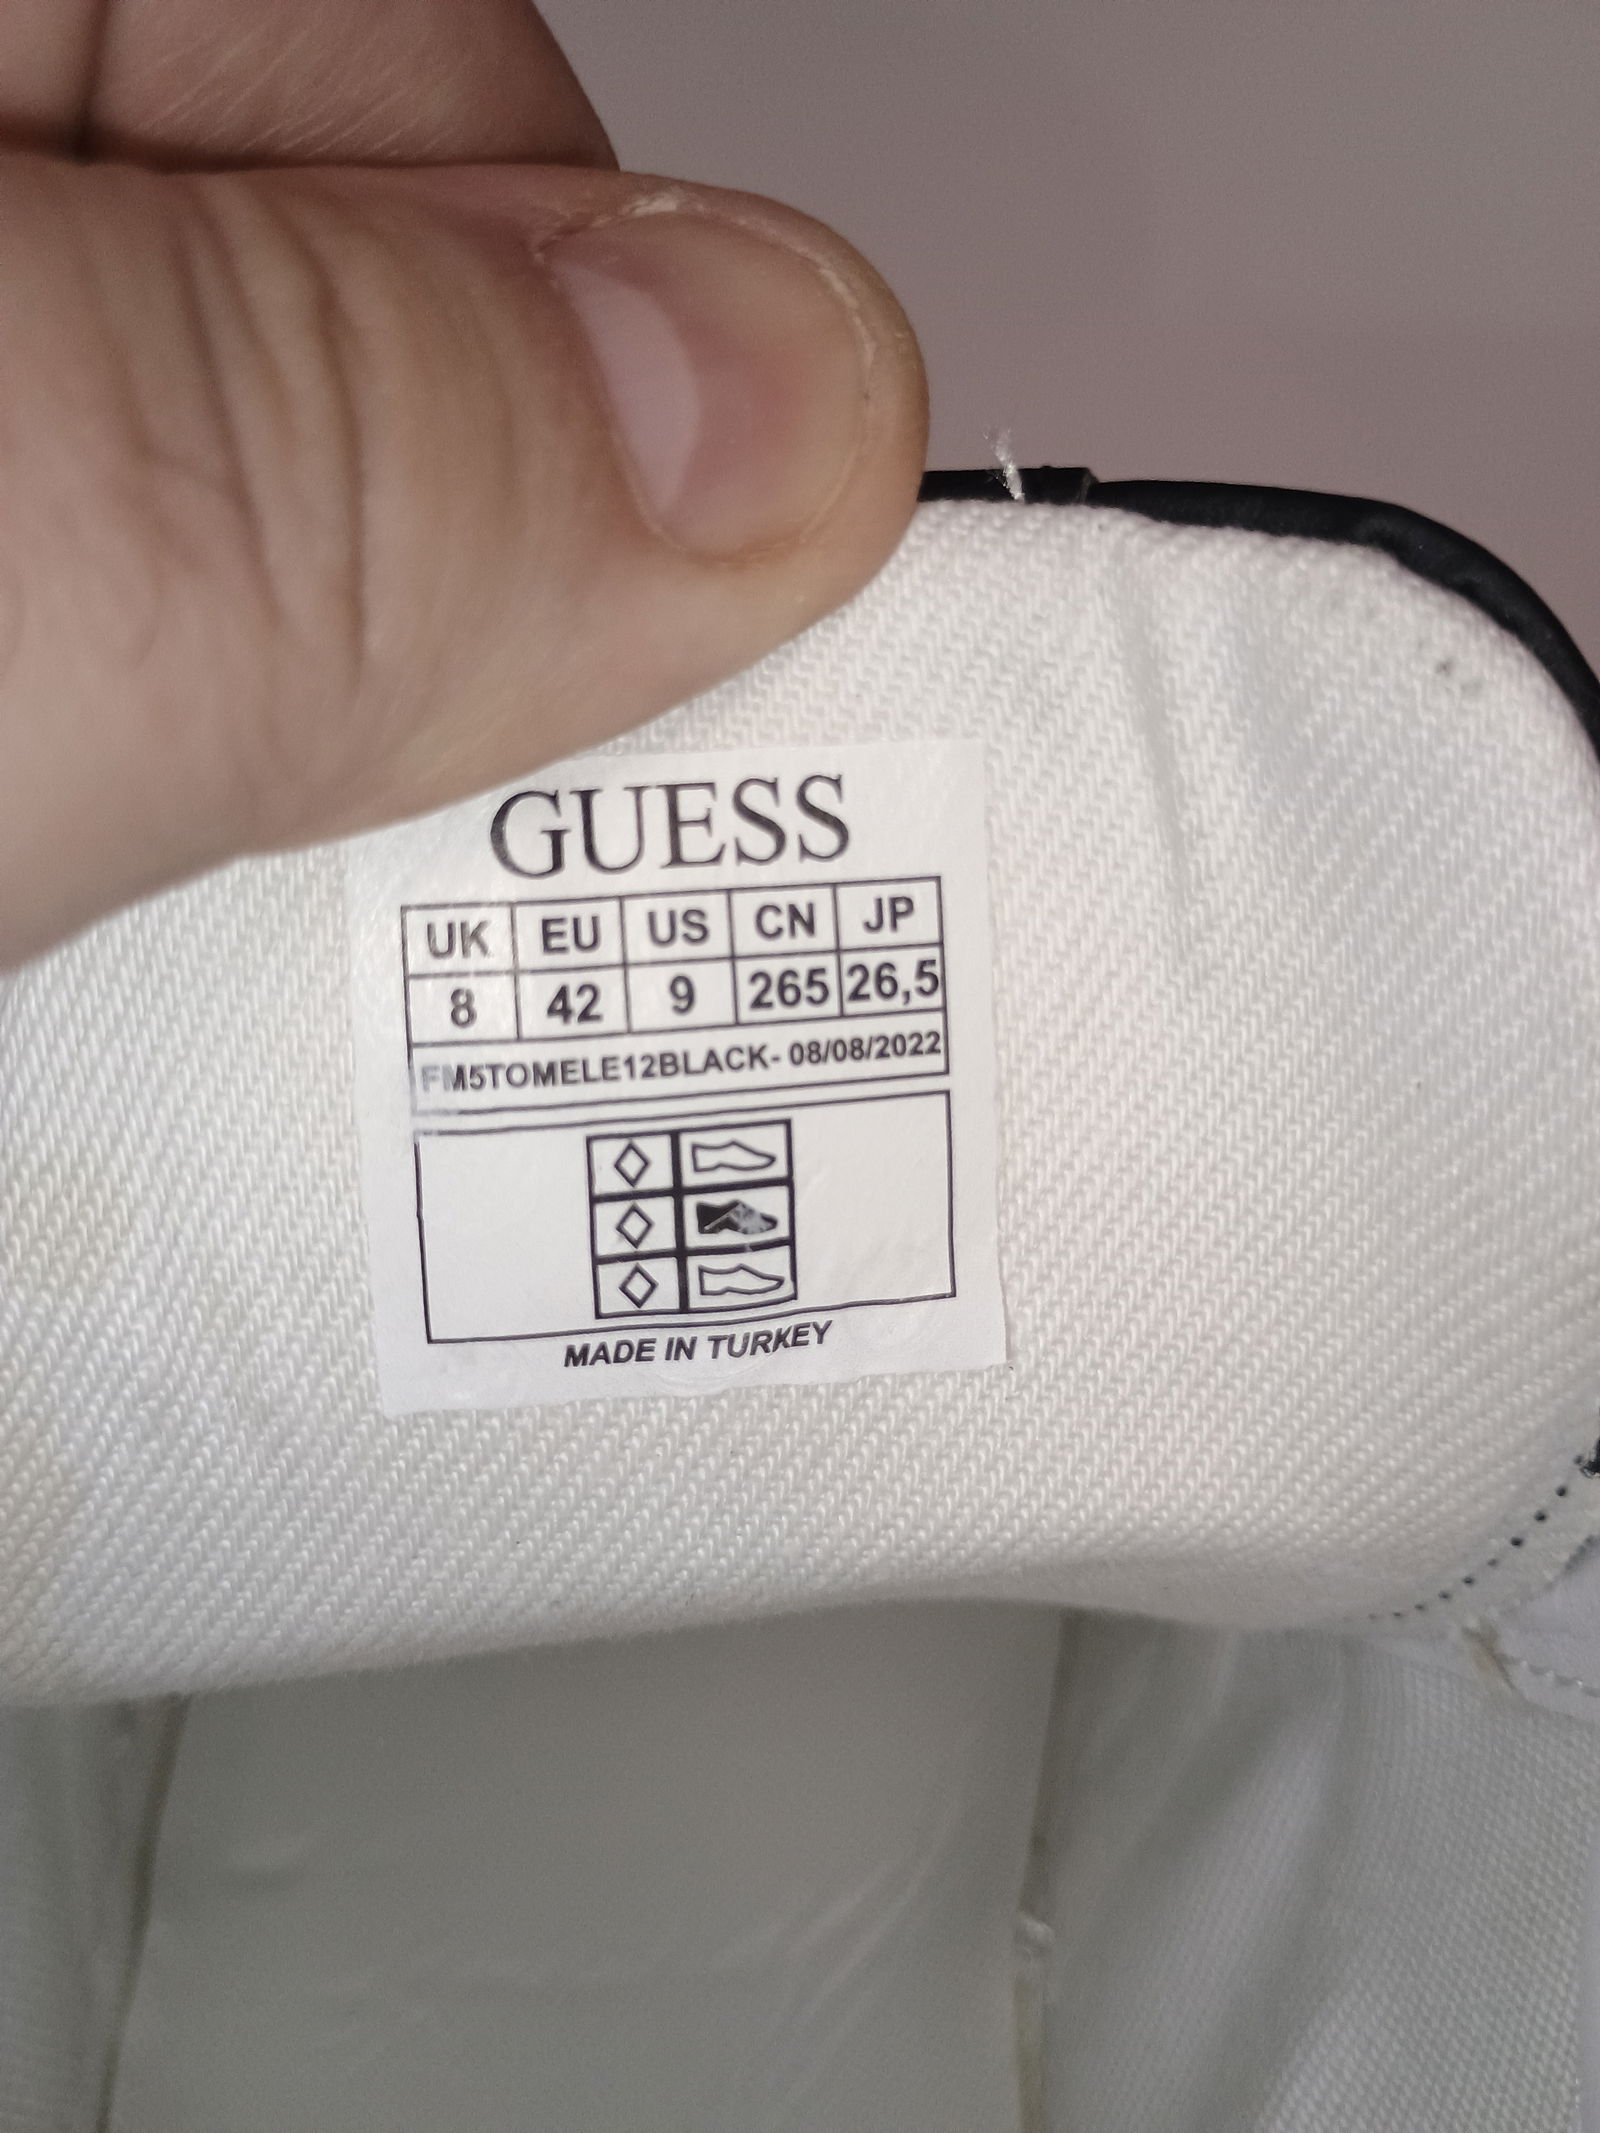 GUESS
UK EU US CN JP
8 42 9 265 26,5
FM5TOMELE12BLACK- 08/08/2022
MADE IN TURKEY